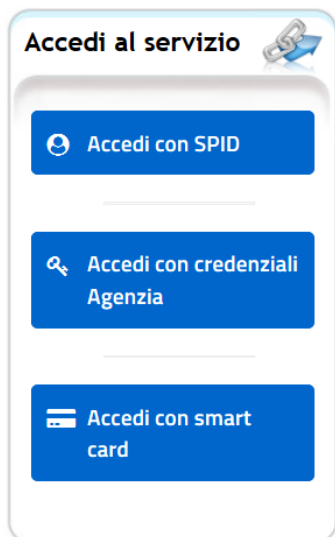 Accedi al servizio
Accedi con SPID
Accedi con credenziali
Agenzia
Accedi con smart
card